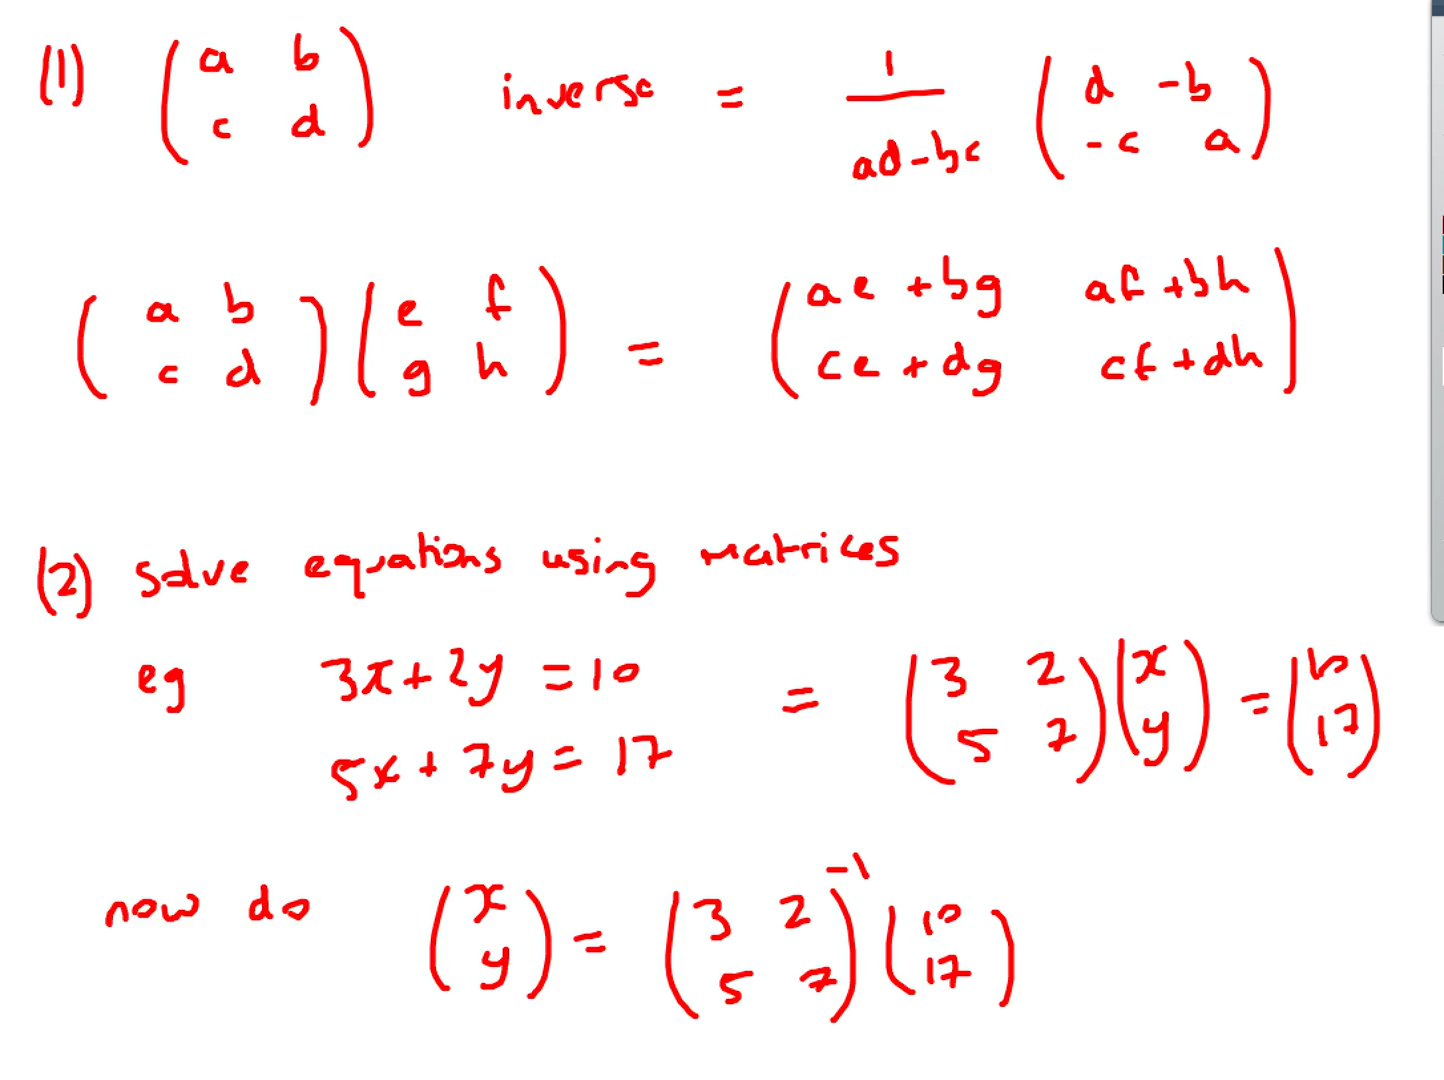 (1) (a b
c d) inverse = 1/ad-bc (d -b
-c a)
(a b
c d)(e f
g h) = (ae+bg af+bh
ce+dg cf+dh)
(2) solve equations using matrices
eg 3x+2y=10
5x+7y=17 = (3 2
5 7)(x
y) = (10
17)
now do (x
y) = (3 2
5 7)^-1 (10
17)